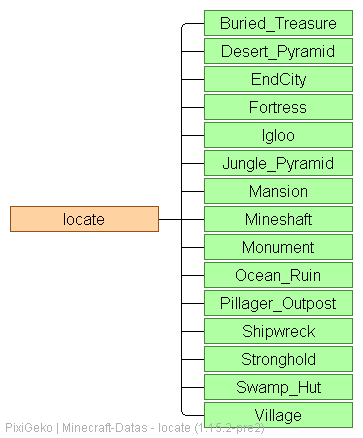 Buried_Treasure
Desert_Pyramid
EndCity
Fortress
Igloo
Jungle_Pyramid
Mansion
locate
Mineshaft
Monument
Ocean_Ruin
Pillager_Outpost
Shipwreck
Stronghold
Swamp_Hut
Village
PixiGeko | Minecraft-Datas - locate (1.15.2-pre2)